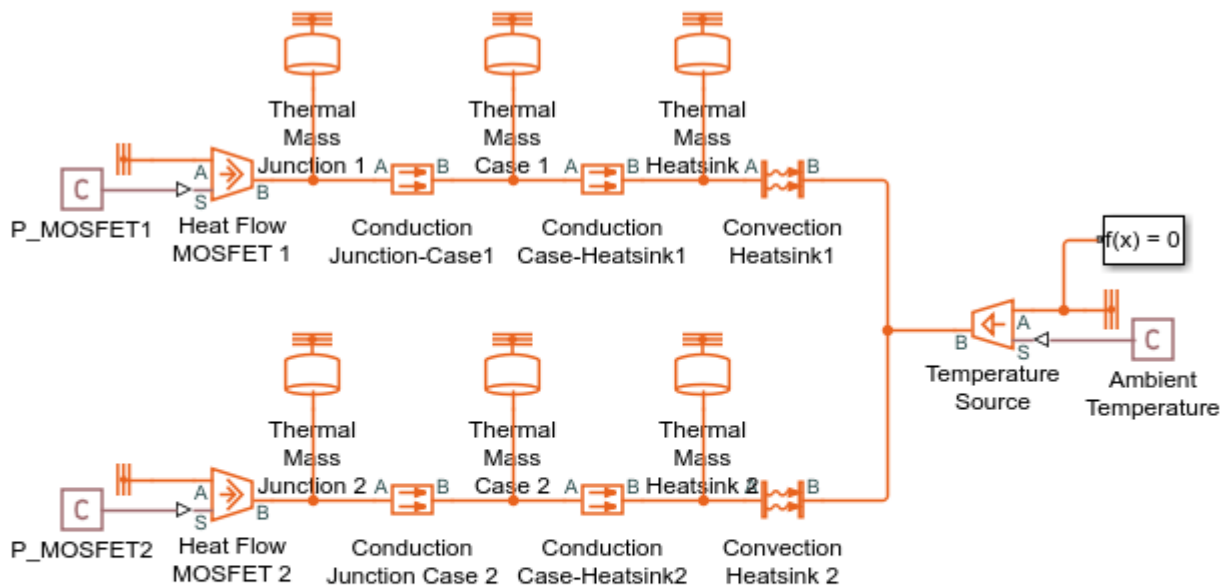 Thermal
Mass
Junction 1
Thermal
Mass
Case 1
Thermal
Mass
Heatsink
A
S
B
A B
A B
A B
C
P_MOSFET1
Heat Flow
MOSFET 1
Conduction
Junction-Case1
Conduction
Case-Heatsink1
Convection
Heatsink1
f(x) = 0
B
A
S
C
Temperature
Source
Ambient
Temperature
Thermal
Mass
Junction 2
Thermal
Mass
Case 2
Thermal
Mass
Heatsink 2
A
S
B
A B
A B
A B
C
P_MOSFET2
Heat Flow
MOSFET 2
Conduction
Junction Case 2
Conduction
Case-Heatsink2
Convection
Heatsink 2